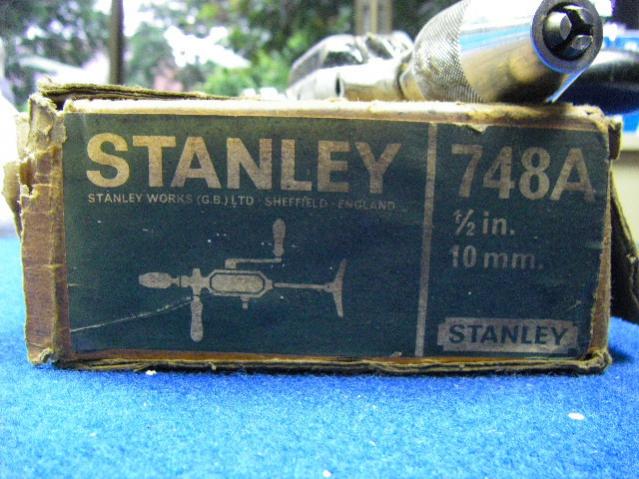 STANLEY
STANLEY WORKS (G.B.) LTD · SHEFFIELD · ENGLAND
748A
½ in.
10 mm.
STANLEY